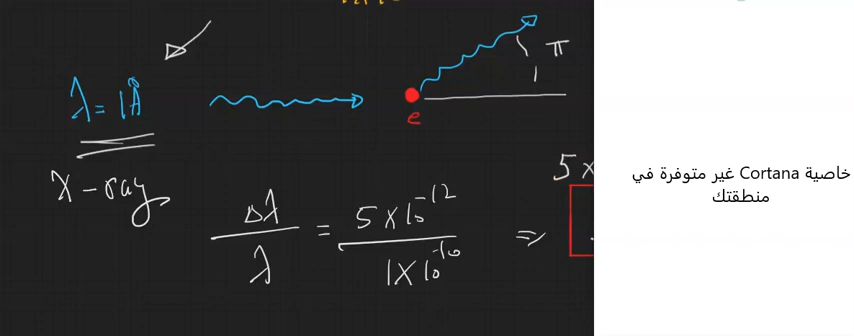 π
λ = 1Å
e
X-ray
5 x
Δλ / λ = 5 x 10⁻¹² / 1 x 10⁻¹⁰ ⇒
خاصية Cortana غير متوفرة في
منطقتك